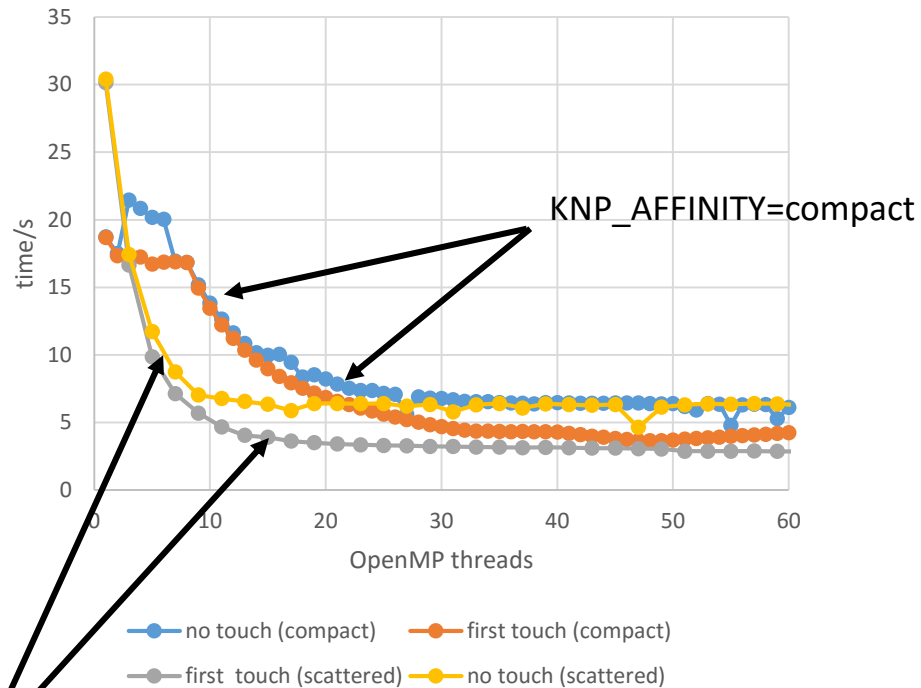 35
30
25
20
15
10
5
0
time/s
KNP_AFFINITY=compact
0 10 20 30 40 50 60
OpenMP threads
no touch (compact) first touch (compact)
first touch (scattered) no touch (scattered)